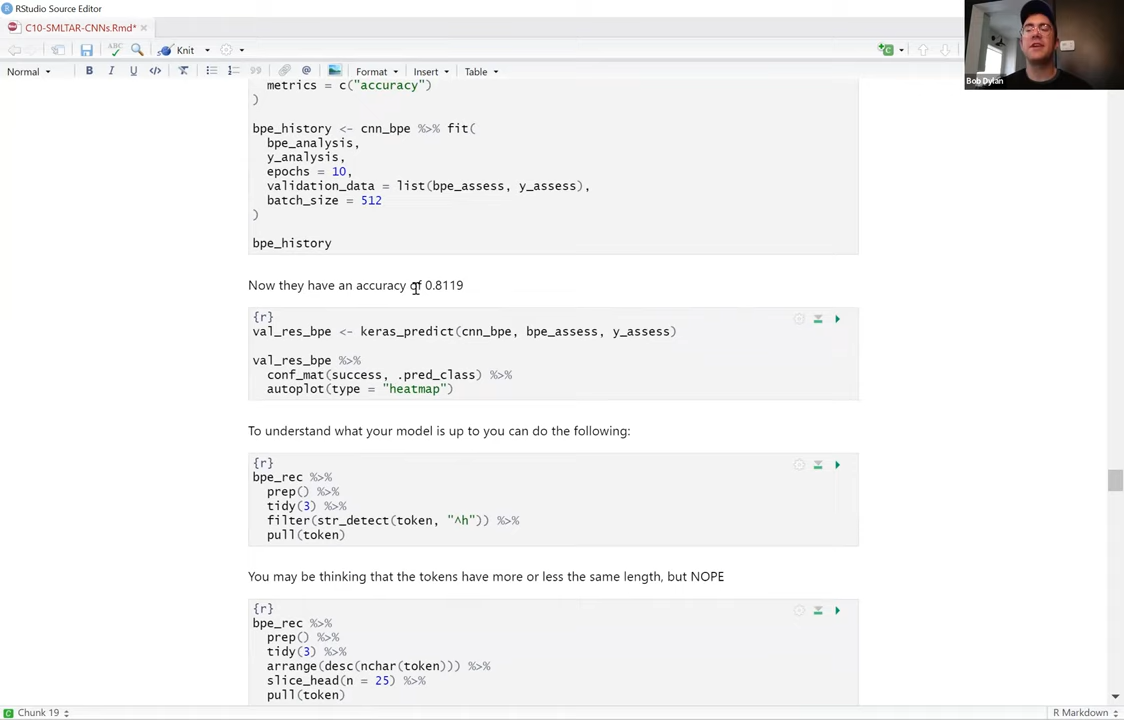 RStudio Source Editor
C10-SMLTAR-CNNs.Rmd*
ABC
Knit
Normal
B I U
Format Insert Table
Bob Dylan
metrics = c("accuracy")
)
bpe_history <- cnn_bpe %>% fit(
bpe_analysis,
y_analysis,
epochs = 10,
validation_data = list(bpe_assess, y_assess),
batch_size = 512
)
bpe_history
Now they have an accuracy of 0.8119
{r}
val_res_bpe <- keras_predict(cnn_bpe, bpe_assess, y_assess)
val_res_bpe %>%
conf_mat(success, .pred_class) %>%
autoplot(type = "heatmap")
To understand what your model is up to you can do the following:
{r}
bpe_rec %>%
prep() %>%
tidy(3) %>%
filter(str_detect(token, "^h")) %>%
pull(token)
You may be thinking that the tokens have more or less the same length, but NOPE
{r}
bpe_rec %>%
prep() %>%
tidy(3) %>%
arrange(desc(nchar(token))) %>%
slice_head(n = 25) %>%
pull(token)
Chunk 19
R Markdown